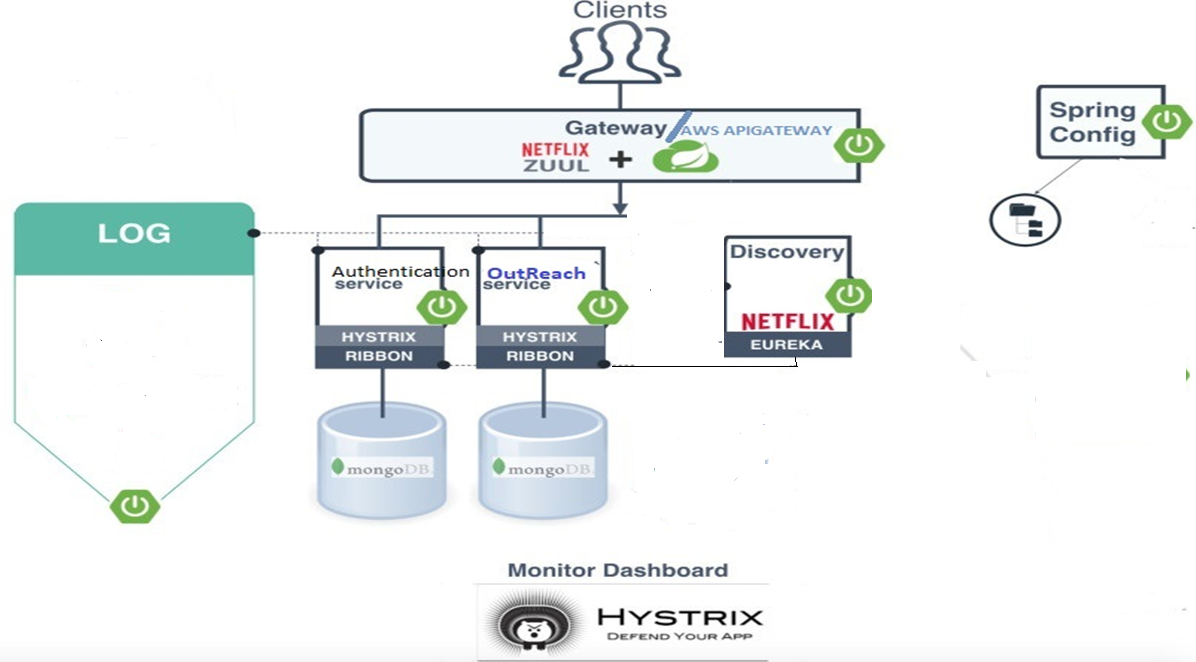 Clients
Gateway/AWS APIGATEWAY
NETFLIX
ZUUL +
Spring
Config
LOG
Authentication
service
OutReach
service
Discovery
HYSTRIX
RIBBON
HYSTRIX
RIBBON
NETFLIX
EUREKA
mongoDB
mongoDB
Monitor Dashboard
HYSTRIX
DEFEND YOUR APP